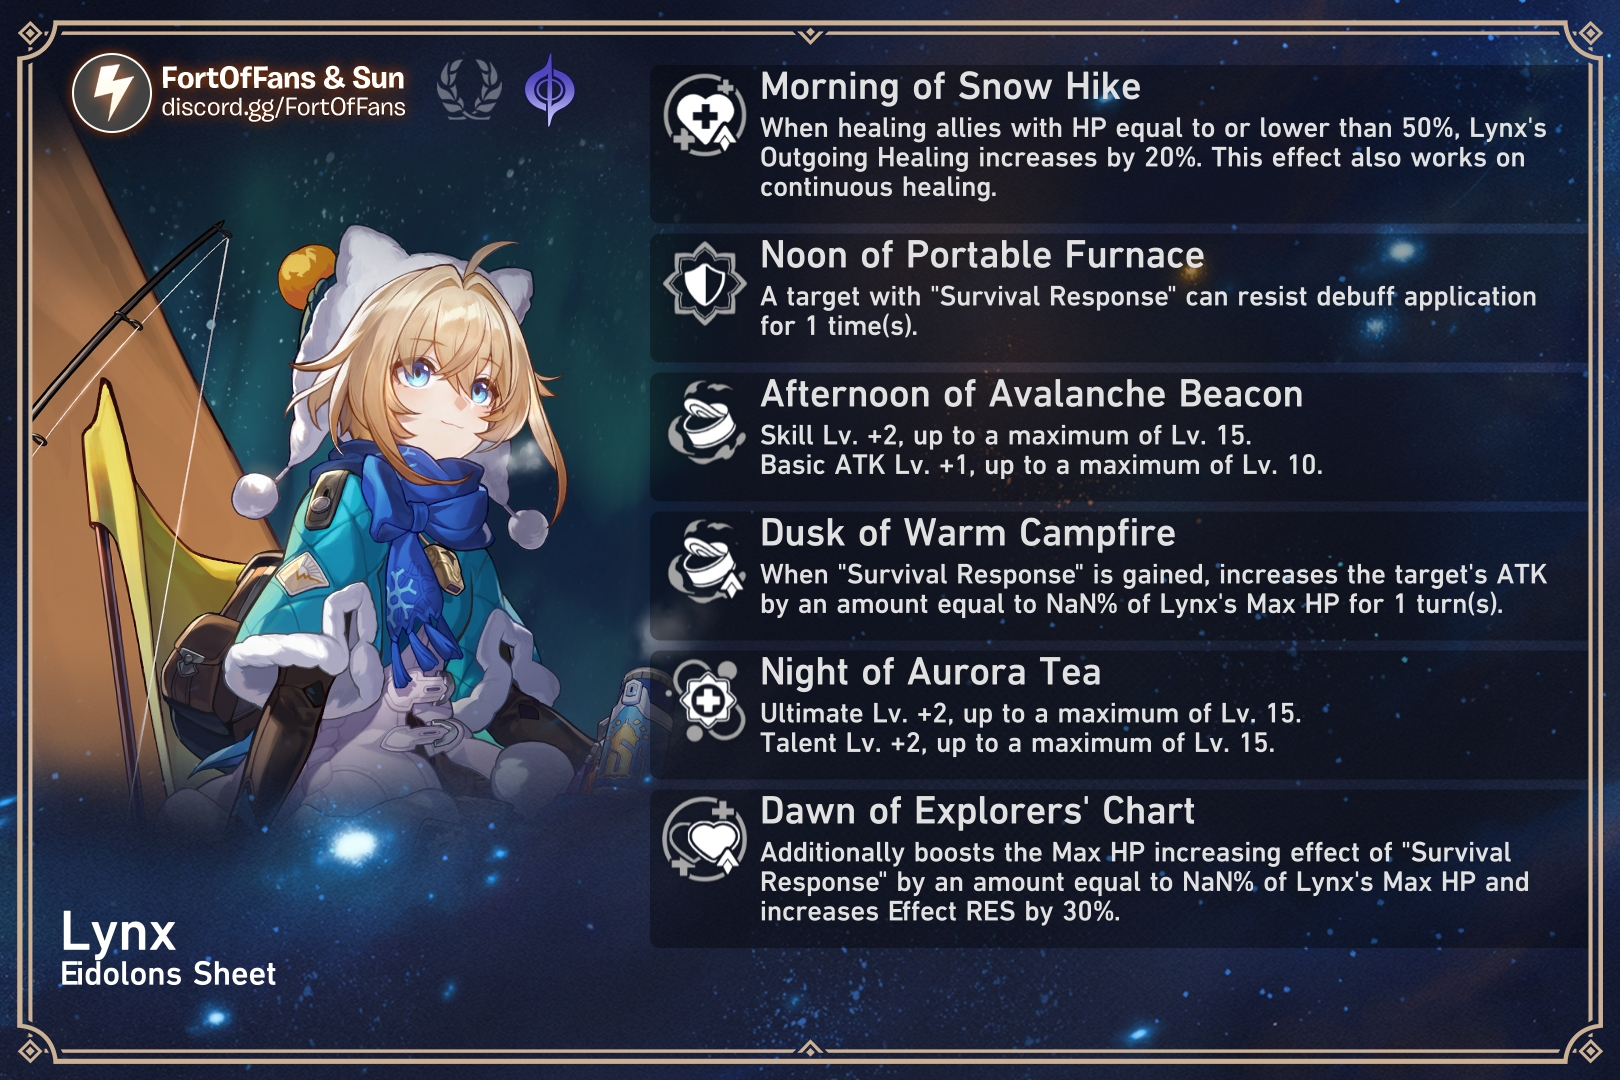 FortOfFans & Sun
discord.gg/FortOfFans
Morning of Snow Hike
When healing allies with HP equal to or lower than 50%, Lynx's
Outgoing Healing increases by 20%. This effect also works on
continuous healing.
Noon of Portable Furnace
A target with "Survival Response" can resist debuff application
for 1 time(s).
Afternoon of Avalanche Beacon
Skill Lv. +2, up to a maximum of Lv. 15.
Basic ATK Lv. +1, up to a maximum of Lv. 10.
Dusk of Warm Campfire
When "Survival Response" is gained, increases the target's ATK
by an amount equal to NaN% of Lynx's Max HP for 1 turn(s).
Night of Aurora Tea
Ultimate Lv. +2, up to a maximum of Lv. 15.
Talent Lv. +2, up to a maximum of Lv. 15.
Dawn of Explorers' Chart
Additionally boosts the Max HP increasing effect of "Survival
Response" by an amount equal to NaN% of Lynx's Max HP and
increases Effect RES by 30%.
Lynx
Eidolons Sheet